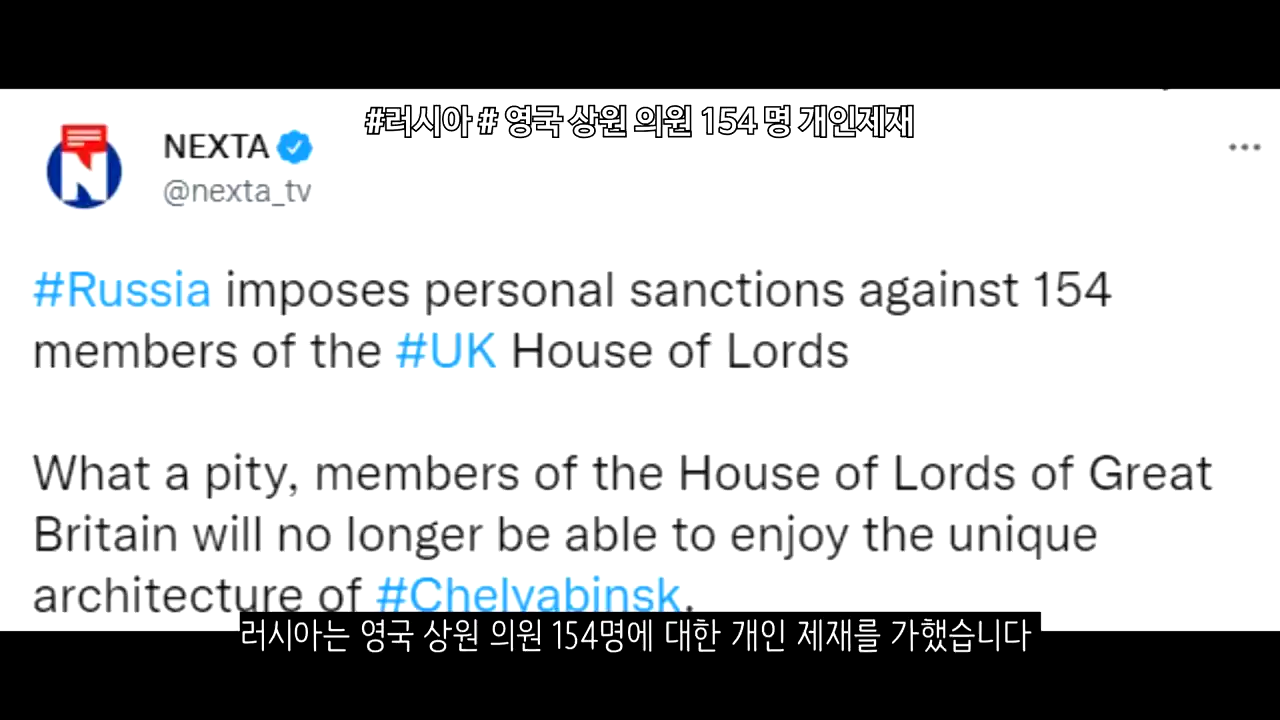 #러시아 # 영국 상원 의원 154 명 개인제재
NEXTA
@nexta_tv
#Russia imposes personal sanctions against 154
members of the #UK House of Lords
What a pity, members of the House of Lords of Great
Britain will no longer be able to enjoy the unique
architecture of #Chelyabinsk.
러시아는 영국 상원 의원 154명에 대한 개인 제재를 가했습니다